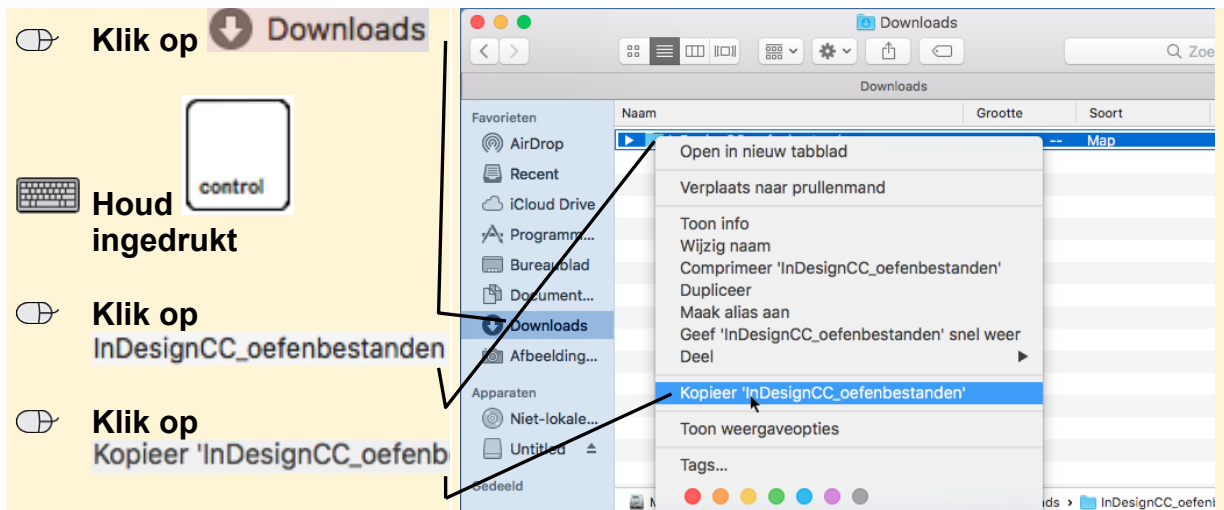 Klik op Downloads
control
Houd
ingedrukt
Klik op
InDesignCC_oefenbestanden
Klik op
Kopieer 'InDesignCC_oefenb
Downloads
Zoe
Downloads
Favorieten
AirDrop
Recent
iCloud Drive
Programm...
Bureaublad
Document...
Downloads
Afbeelding...
Apparaten
Niet-lokale...
Untitled
Gedeeld
Naam Grootte Soort
-- Map
Open in nieuw tabblad
Verplaats naar prullenmand
Toon info
Wijzig naam
Comprimeer 'InDesignCC_oefenbestanden'
Dupliceer
Maak alias aan
Geef 'InDesignCC_oefenbestanden' snel weer
Deel
Kopieer 'InDesignCC_oefenbestanden'
Toon weergaveopties
Tags...
M
ds › InDesignCC_oefenl